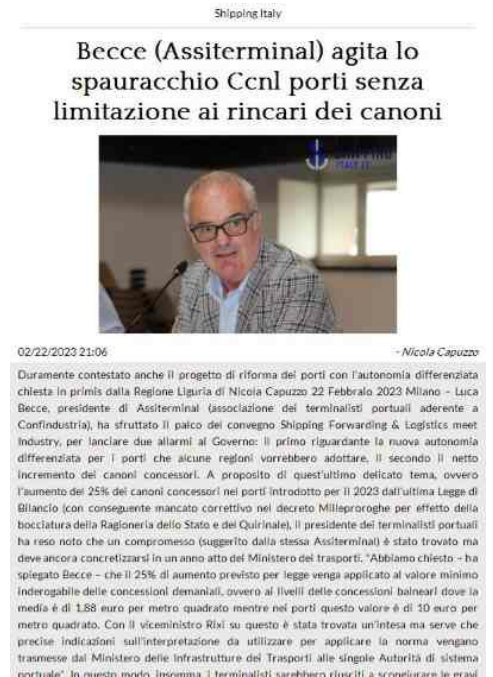 Shipping Italy
Becce (Assiterminal) agita lo
spauracchio Ccnl porti senza
limitazione ai rincari dei canoni
SHIPPING
ITALY.IT
02/22/2023 21:06
- Nicola Capuzzo
Duramente contestato anche il progetto di riforma dei porti con l'autonomia differenziata
chiesta in primis dalla Regione Liguria di Nicola Capuzzo 22 Febbraio 2023 Milano – Luca
Becce, presidente di Assiterminal (associazione dei terminalisti portuali aderente a
Confindustria), ha sfruttato il palco del convegno Shipping Forwarding & Logistics meet
Industry, per lanciare due allarmi al Governo: il primo riguardante la nuova autonomia
differenziata per i porti che alcune regioni vorrebbero adottare, il secondo il netto
incremento dei canoni concessori. A proposito di quest'ultimo delicato tema, ovvero
l'aumento del 25% dei canoni concessori nei porti introdotto per il 2023 dall'ultima Legge di
Bilancio (con conseguente mancato correttivo nel decreto Milleproroghe per effetto della
bocciatura della Ragioneria dello Stato e del Quirinale), il presidente dei terminalisti portuali
ha reso noto che un compromesso (suggerito dalla stessa Assiterminal) è stato trovato ma
deve ancora concretizzarsi in un anno atto del Ministero dei trasporti. "Abbiamo chiesto – ha
spiegato Becce – che il 25% di aumento previsto per legge venga applicato al valore minimo
inderogabile delle concessioni demaniali, ovvero ai livelli delle concessioni balneari dove la
media è di 1,88 euro per metro quadrato mentre nei porti questo valore è di 10 euro per
metro quadrato. Con il viceministro Rixi su questo è stata trovata un'intesa ma serve che
precise indicazioni sull'interpretazione da utilizzare per applicare la norma vengano
trasmesse dal Ministero delle Infrastrutture dei Trasporti alle singole Autorità di sistema
portuale". In questo modo, insomma, i terminalisti sarebbero riusciti a scongiurare le gravi